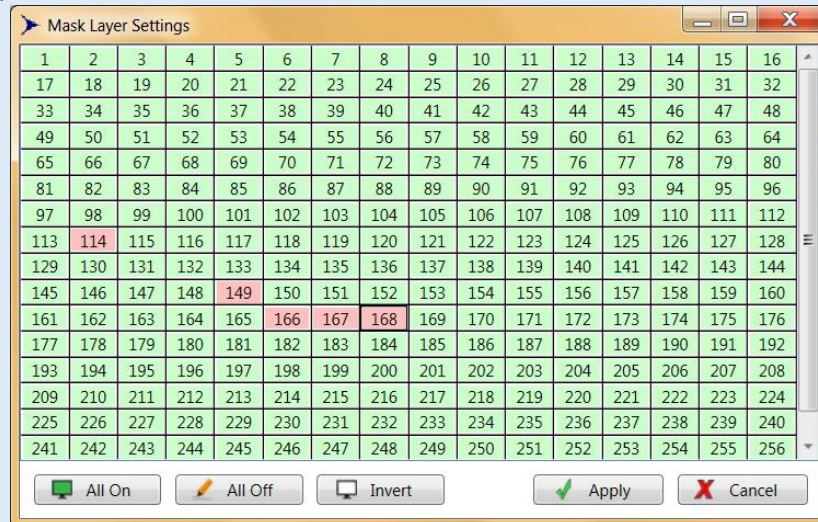 Mask Layer Settings
1 2 3 4 5 6 7 8 9 10 11 12 13 14 15 16
17 18 19 20 21 22 23 24 25 26 27 28 29 30 31 32
33 34 35 36 37 38 39 40 41 42 43 44 45 46 47 48
49 50 51 52 53 54 55 56 57 58 59 60 61 62 63 64
65 66 67 68 69 70 71 72 73 74 75 76 77 78 79 80
81 82 83 84 85 86 87 88 89 90 91 92 93 94 95 96
97 98 99 100 101 102 103 104 105 106 107 108 109 110 111 112
113 114 115 116 117 118 119 120 121 122 123 124 125 126 127 128
129 130 131 132 133 134 135 136 137 138 139 140 141 142 143 144
145 146 147 148 149 150 151 152 153 154 155 156 157 158 159 160
161 162 163 164 165 166 167 168 169 170 171 172 173 174 175 176
177 178 179 180 181 182 183 184 185 186 187 188 189 190 191 192
193 194 195 196 197 198 199 200 201 202 203 204 205 206 207 208
209 210 211 212 213 214 215 216 217 218 219 220 221 222 223 224
225 226 227 228 229 230 231 232 233 234 235 236 237 238 239 240
241 242 243 244 245 246 247 248 249 250 251 252 253 254 255 256
All On All Off Invert Apply Cancel